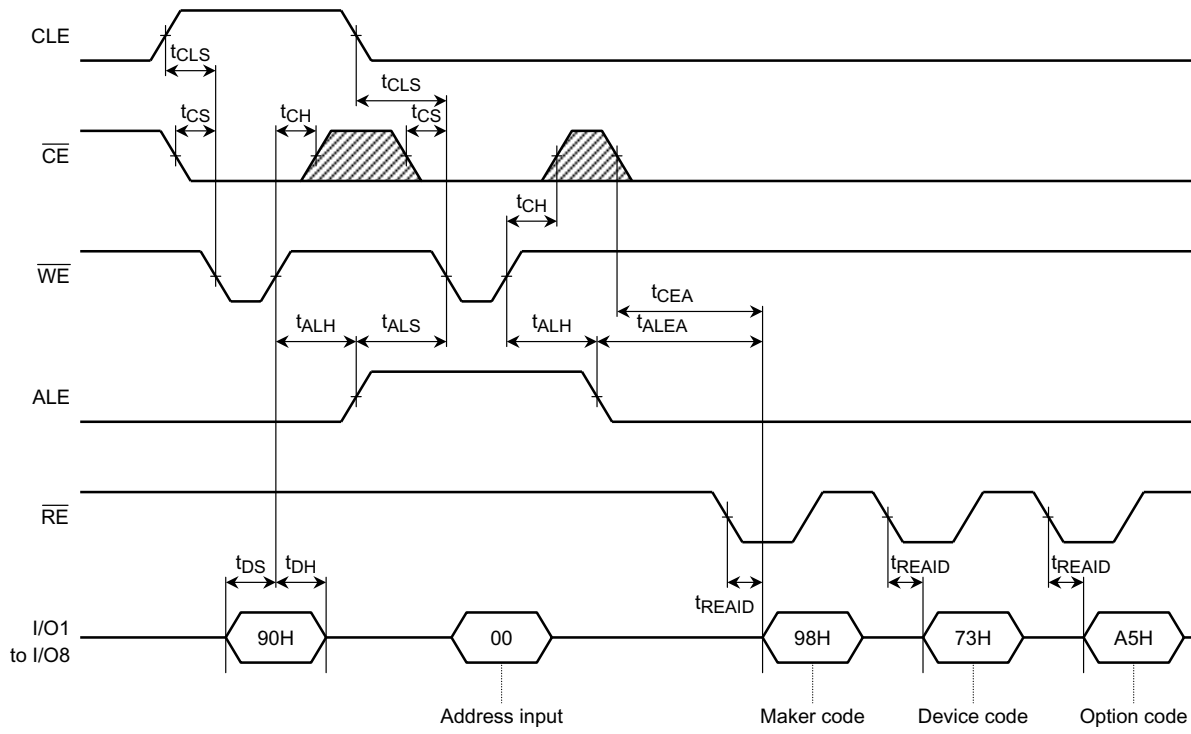 CLE
tCLS
tCLS
tCS
tCH
tCS
CE
tCH
WE
tCEA
tALH
tALS
tALH
tALEA
ALE
RE
tDS
tDH
tREAID
tREAID
tREAID
I/O1
to I/O8
90H
00
98H
73H
A5H
Address input
Maker code
Device code
Option code